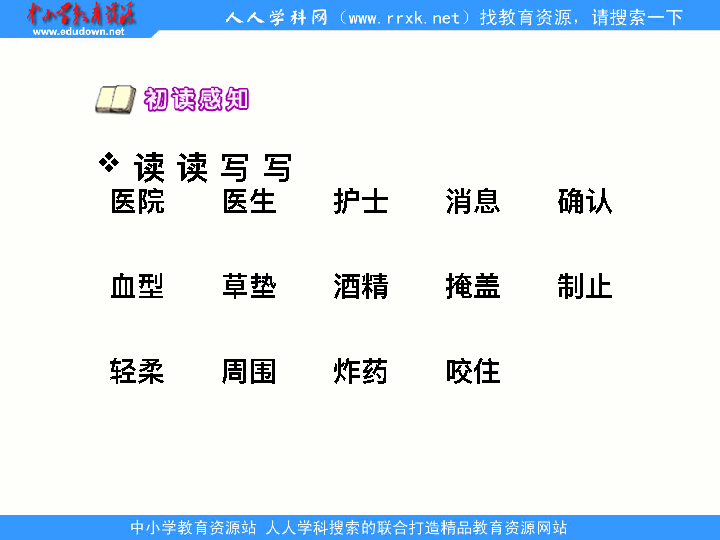 中小学教育资源
www.edudown.net
人人学科网（www.rrxk.net）找教育资源，请搜索一下
初读感知
读 读 写 写
医院 医生 护士 消息 确认
血型 草垫 酒精 掩盖 制止
轻柔 周围 炸药 咬住
中小学教育资源站 人人学科搜索的联合打造精品教育资源网站